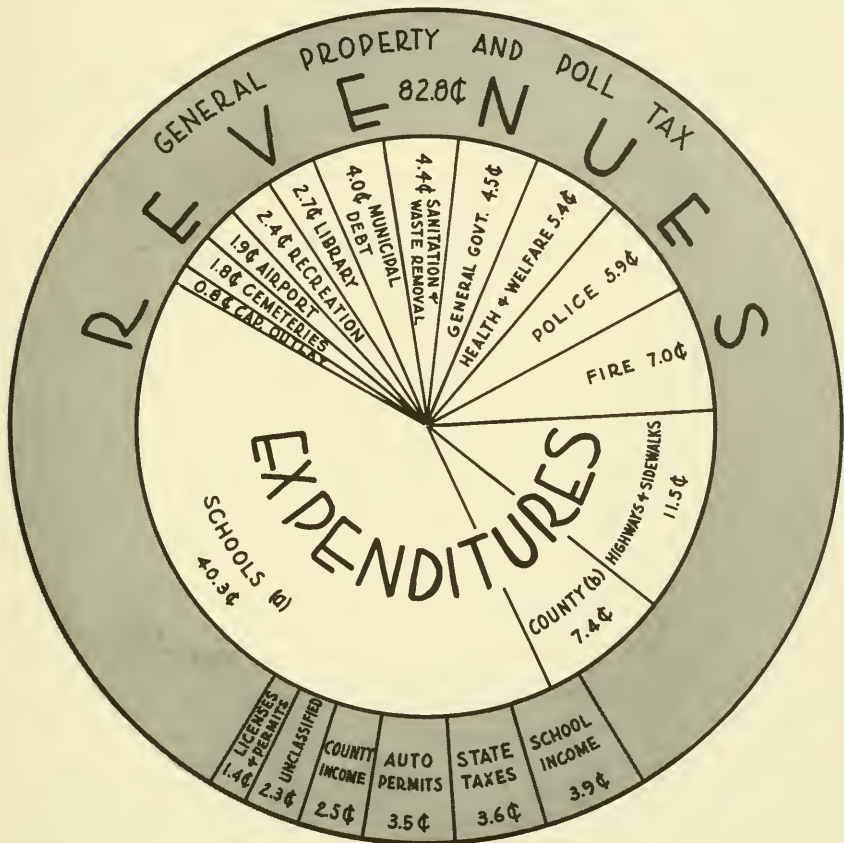 GENERAL PROPERTY AND POLL TAX
82.8¢
REVENUES
0.8¢ CAP. OUTLAY
1.8¢ CEMETERIES
1.9¢ AIRPORT
2.4¢ RECREATION
2.7¢ LIBRARY
4.0¢ MUNICIPAL
DEBT
4.4¢ SANITATION &
WASTE REMOVAL
GENERAL GOVT. 4.5¢
HEALTH & WELFARE 5.4¢
POLICE 5.9¢
FIRE 7.0¢
HIGHWAYS & SIDEWALKS
11.5¢
COUNTY (b)
7.4¢
SCHOOLS (a)
40.3¢
EXPENDITURES
LICENSES
& PERMITS
1.4¢
UNCLASSIFIED
2.3¢
COUNTY
INCOME
2.5¢
AUTO
PERMITS
3.5¢
STATE
TAXES
3.6¢
SCHOOL
INCOME
3.9¢